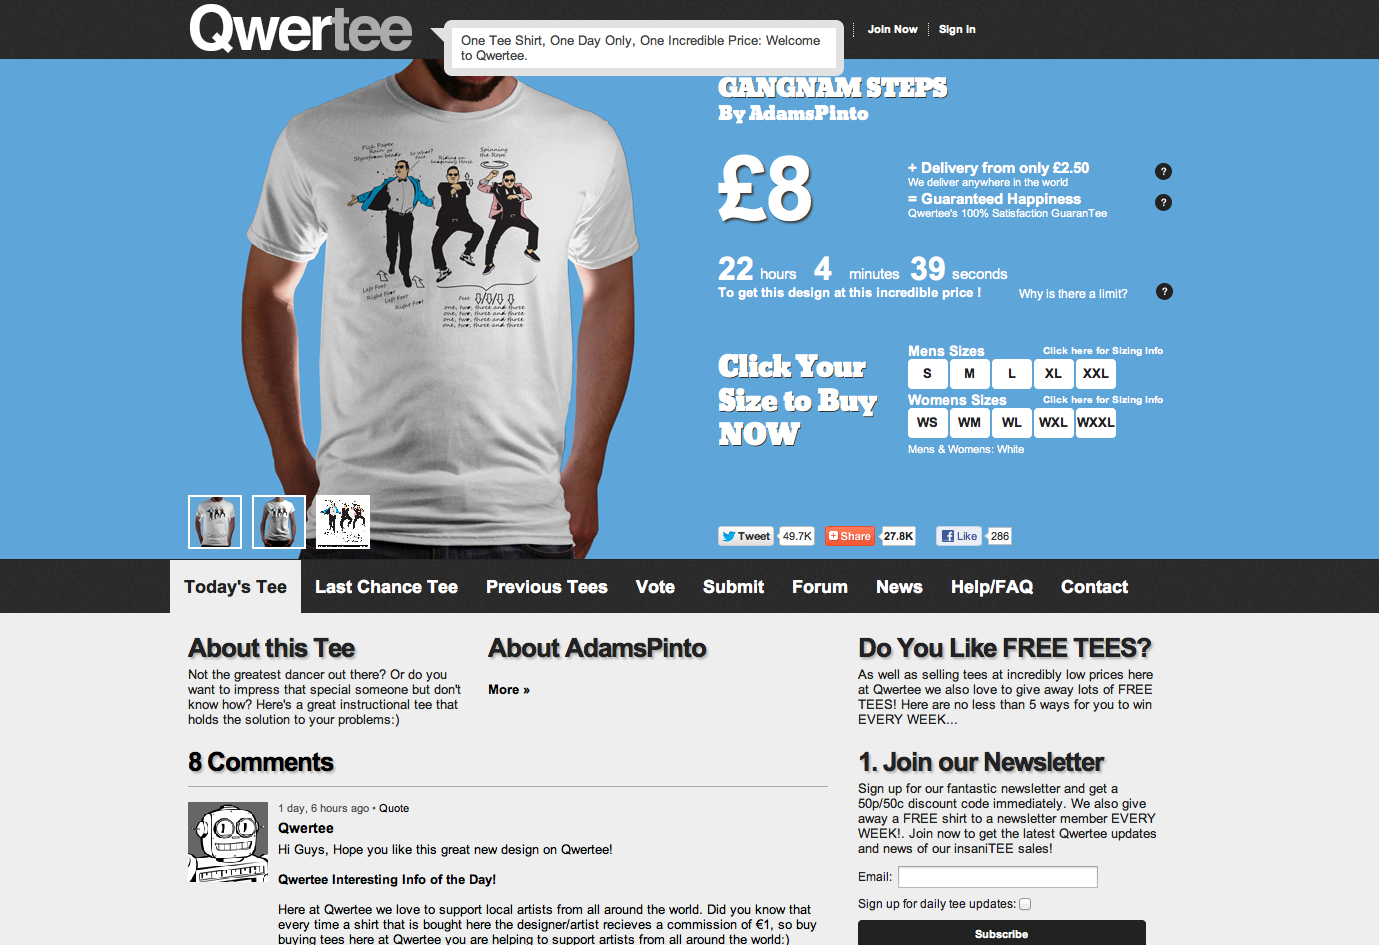 Qwertee
One Tee Shirt, One Day Only, One Incredible Price: Welcome
to Qwertee.
Join Now
Sign in
GANGNAM STEPS
By AdamsPinto
Pick Paper
Rain or
Styrofoam beads
So What?
Face
Riding an
Imaginary Horse
Spinning
the Rope
Left Foot
Right Foot
Left Foot
Right Foot
Feet
one, two, three and three
one, two, three and three
one, two, three and three
one, two, three and three
£8
+ Delivery from only £2.50
We deliver anywhere in the world
?
= Guaranteed Happiness
Qwertee's 100% Satisfaction GuaranTee
?
22 hours 4 minutes 39 seconds
To get this design at this incredible price !
Why is there a limit?
?
Click Your
Size to Buy
NOW
Mens Sizes
Click here for Sizing Info
S M L XL XXL
Womens Sizes
Click here for Sizing Info
WS WM WL WXL WXXL
Mens & Womens: White
Tweet 49.7K
Share 27.8K
Like 286
Today's Tee
Last Chance Tee
Previous Tees
Vote
Submit
Forum
News
Help/FAQ
Contact
About this Tee
Not the greatest dancer out there? Or do you
want to impress that special someone but don't
know how? Here's a great instructional tee that
holds the solution to your problems:)
About AdamsPinto
More »
8 Comments
1 day, 6 hours ago • Quote
Qwertee
Hi Guys, Hope you like this great new design on Qwertee!
Qwertee Interesting Info of the Day!
Here at Qwertee we love to support local artists from all around the world. Did you know that
every time a shirt that is bought here the designer/artist recieves a commission of €1, so buy
buying tees here at Qwertee you are helping to support artists from all around the world:)
Do You Like FREE TEES?
As well as selling tees at incredibly low prices here
at Qwertee we also love to give away lots of FREE
TEES! Here are no less than 5 ways for you to win
EVERY WEEK...
1. Join our Newsletter
Sign up for our fantastic newsletter and get a
50p/50c discount code immediately. We also give
away a FREE shirt to a newsletter member EVERY
WEEK!. Join now to get the latest Qwertee updates
and news of our insaniTEE sales!
Email:
Sign up for daily tee updates:
Subscribe